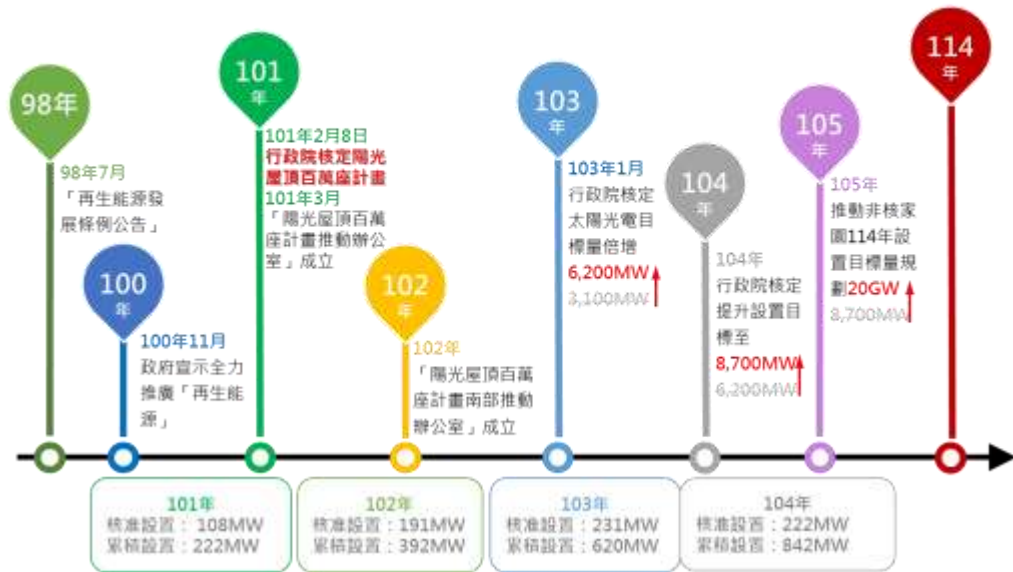 98年
98年7月
「再生能源發
展條例公告」
100
年
100年11月
政府宣示全力
推廣「再生能
源」
101
年
101年2月8日
行政院核定陽光
屋頂百萬座計畫
101年3月
「陽光屋頂百萬
座計畫推動辦公
室」成立
102
年
102年
「陽光屋頂百萬
座計畫南部推動
辦公室」成立
103
年
103年1月
行政院核定
太陽光電目
標量倍增
6,200MW
3,100MW
104
年
104年
行政院核定
提升設置目
標至
8,700MW
6,200MW
105
年
105年
推動非核家
園114年設
置目標量規
劃20GW
8,700MW
114
年
101年
核准設置： 108MW
累積設置：222MW
102年
核准設置：191MW
累積設置：392MW
103年
核准設置：231MW
累積設置：620MW
104年
核准設置：222MW
累積設置：842MW